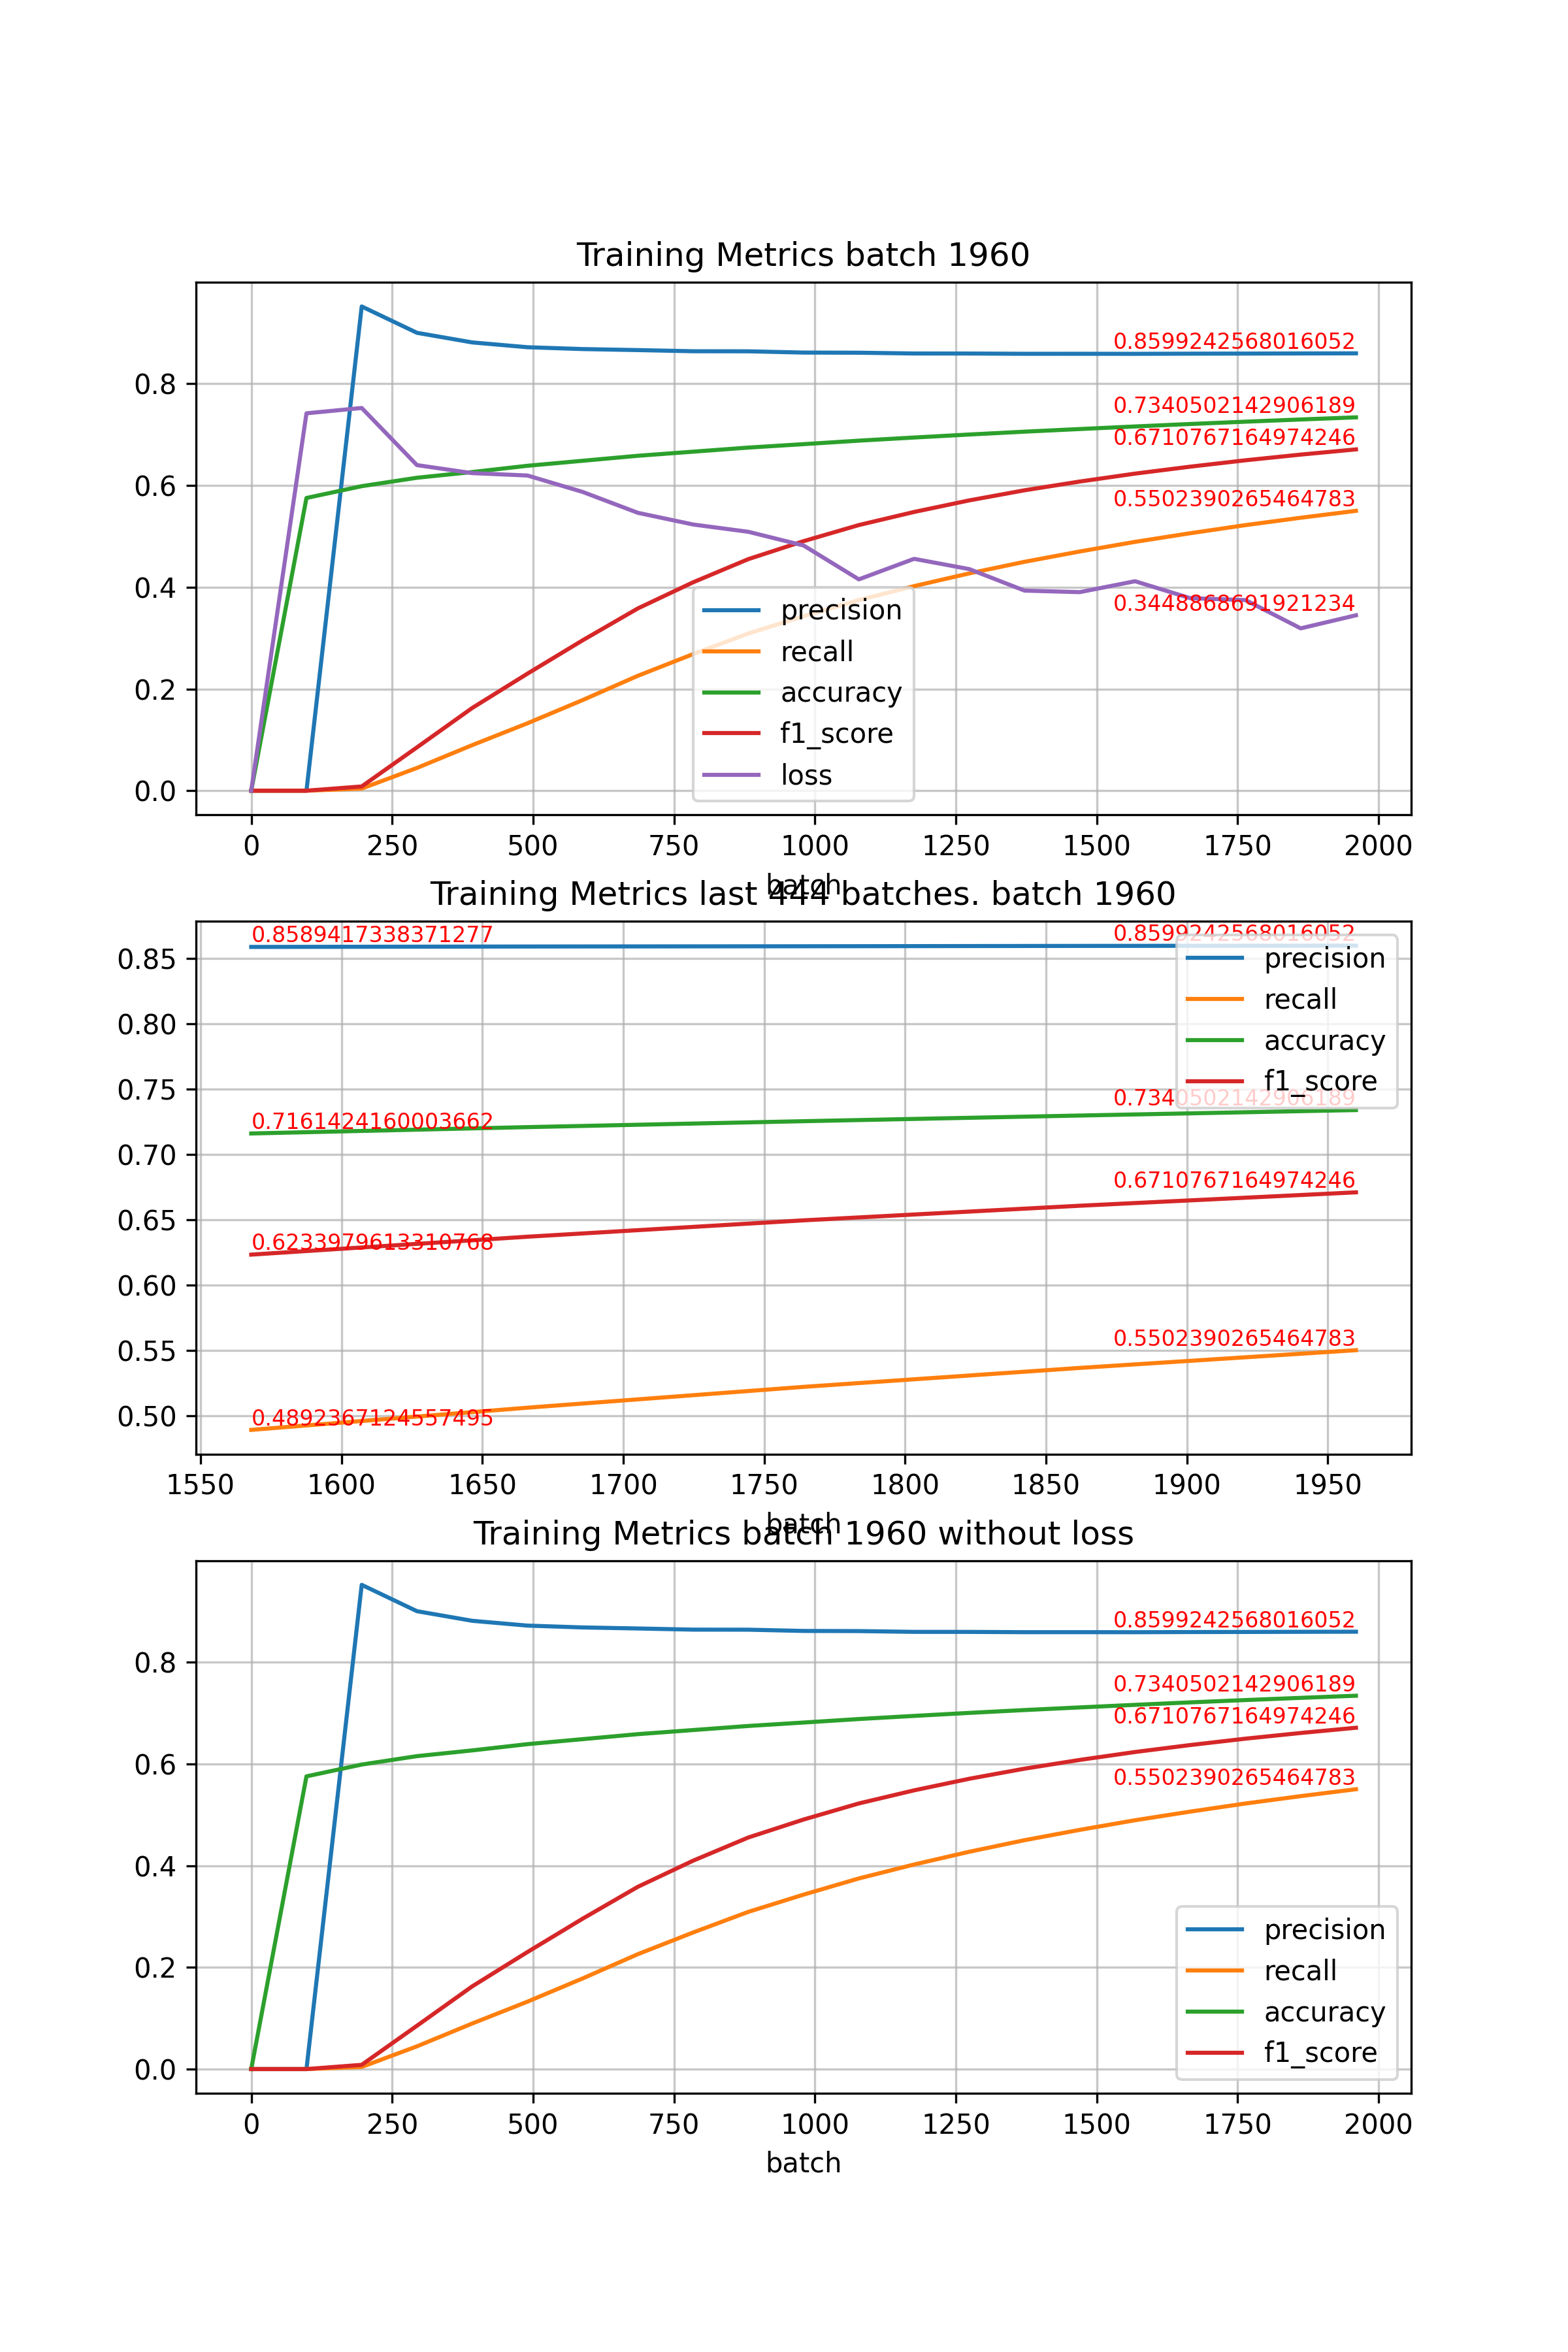 Training Metrics batch 1960
0.8599242568016052
0.7340502142906189
0.6710767164974246
0.5502390265464783
0.3448868691921234
0.8
0.6
0.4
0.2
0.0
precision
recall
accuracy
f1_score
loss
0 250 500 750 1000 1250 1500 1750 2000
batch
Training Metrics last 444 batches. batch 1960
0.8589417338371277
0.8599242568016052
0.7161424160003662
0.7340502142906189
0.6233979613310768
0.6710767164974246
0.4892367124557495
0.5502390265464783
0.85
0.80
0.75
0.70
0.65
0.60
0.55
0.50
precision
recall
accuracy
f1_score
1550 1600 1650 1700 1750 1800 1850 1900 1950
batch
Training Metrics batch 1960 without loss
0.8599242568016052
0.7340502142906189
0.6710767164974246
0.5502390265464783
0.8
0.6
0.4
0.2
0.0
precision
recall
accuracy
f1_score
0 250 500 750 1000 1250 1500 1750 2000
batch